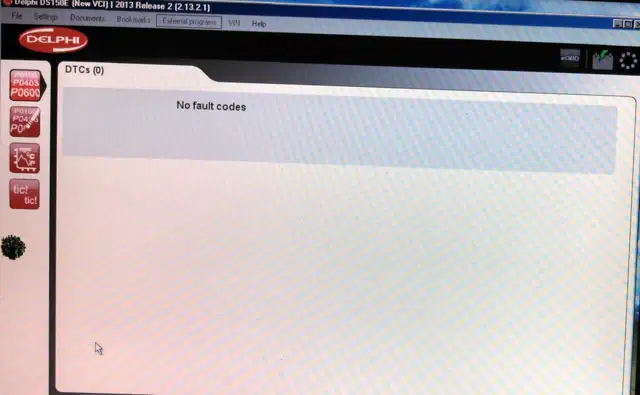 Delphi DS150E (New VCI) | 2013 Release 2 (2.13.2.1)
File Settings Documents Bookmarks External programs VIN Help
DELPHI
eOBD
DTCs (0)
No fault codes
P0403
P0600
tic!
tic!